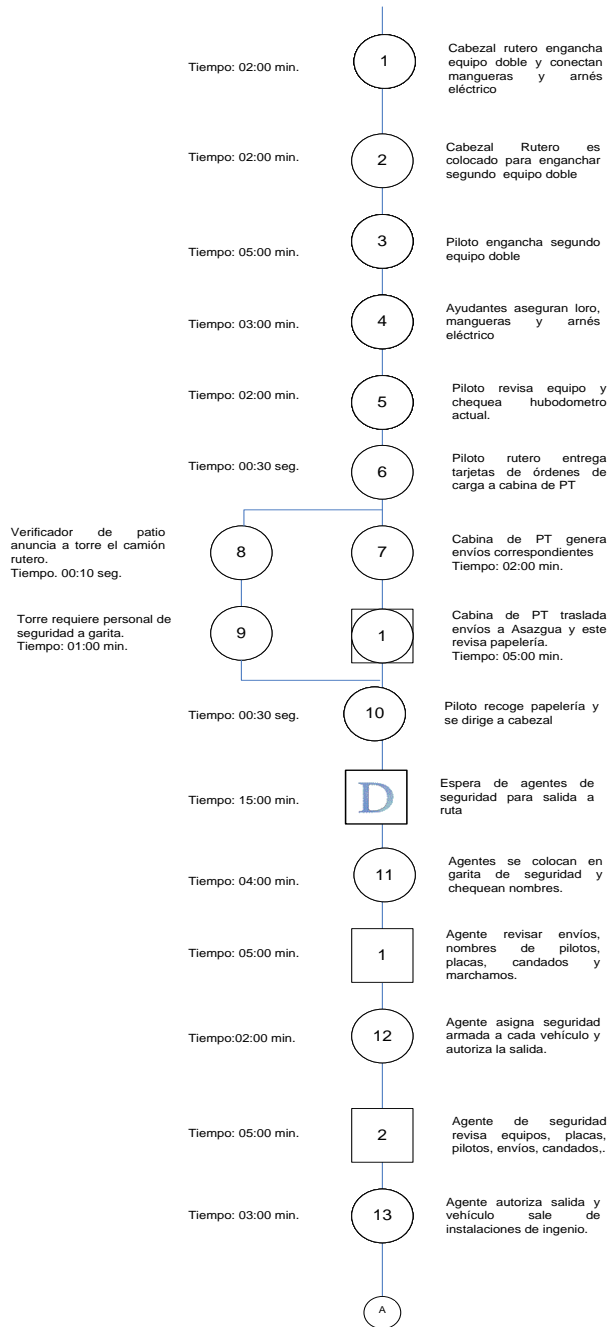 Tiempo: 02:00 min.
1
Cabezal rutero engancha
equipo doble y conectan
mangueras y arnés
eléctrico
Tiempo: 02:00 min.
2
Cabezal Rutero es
colocado para enganchar
segundo equipo doble
Tiempo: 05:00 min.
3
Piloto engancha segundo
equipo doble
Tiempo: 03:00 min.
4
Ayudantes aseguran loro,
mangueras y arnés
eléctrico
Tiempo: 02:00 min.
5
Piloto revisa equipo y
chequea hubodometro
actual.
Tiempo: 00:30 seg.
6
Piloto rutero entrega
tarjetas de órdenes de
carga a cabina de PT
Verificador de patio
anuncia a torre el camión
rutero.
Tiempo. 00:10 seg.
8
7
Cabina de PT genera
envíos correspondientes
Tiempo: 02:00 min.
Torre requiere personal de
seguridad a garita.
Tiempo: 01:00 min.
9
1
Cabina de PT traslada
envíos a Asazgua y este
revisa papelería.
Tiempo: 05:00 min.
Tiempo: 00:30 seg.
10
Piloto recoge papelería y
se dirige a cabezal
Tiempo: 15:00 min.
D
Espera de agentes de
seguridad para salida a
ruta
Tiempo: 04:00 min.
11
Agentes se colocan en
garita de seguridad y
chequean nombres.
Tiempo: 05:00 min.
1
Agente revisar envíos,
nombres de pilotos,
placas, candados y
marchamos.
Tiempo:02:00 min.
12
Agente asigna seguridad
armada a cada vehículo y
autoriza la salida.
Tiempo: 05:00 min.
2
Agente de seguridad
revisa equipos, placas,
pilotos, envíos, candados,.
Tiempo: 03:00 min.
13
Agente autoriza salida y
vehículo sale de
instalaciones de ingenio.
A